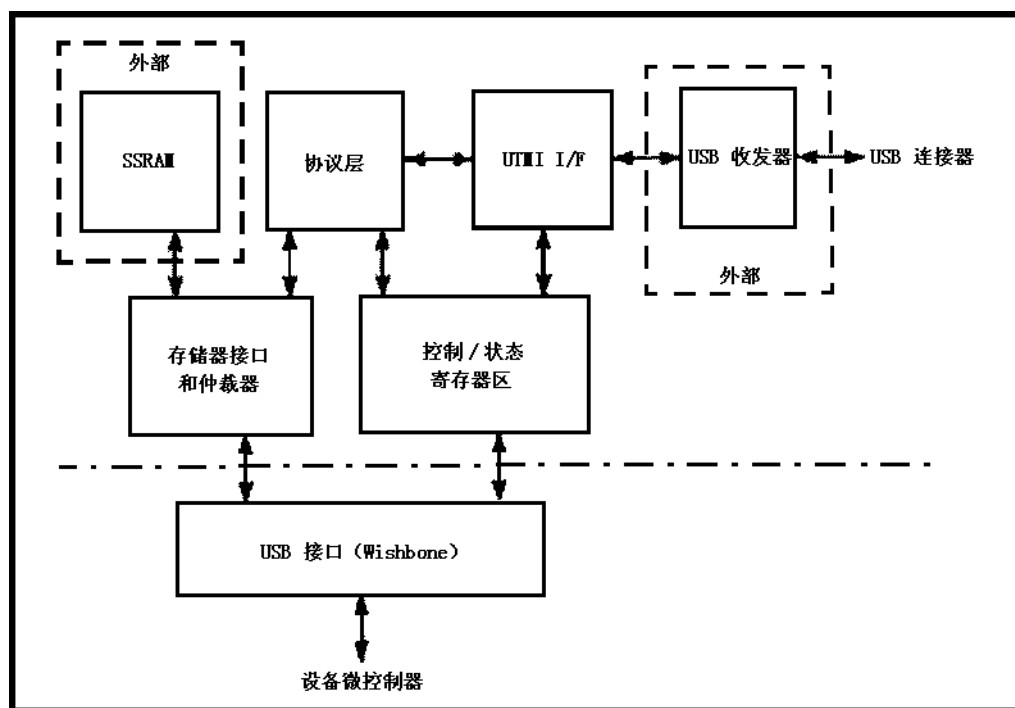 外部
SSRAM
协议层
UTMI I/F
USB 收发器
USB 连接器
外部
存储器接口
和仲裁器
控制/状态
寄存器区
USB 接口（Wishbone）
设备微控制器